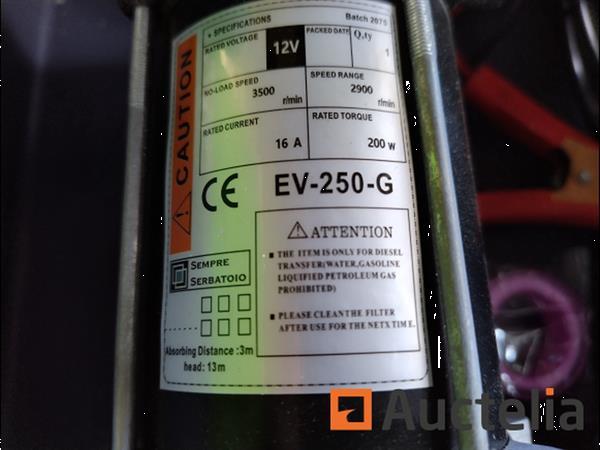 • SPECIFICATIONS Batch 2075
RATED VOLTAGE 12V PACKED DATE Q,ty 1
NO-LOAD SPEED 3500 r/min SPEED RANGE 2900 r/min
RATED CURRENT 16 A RATED TORQUE 200 w
CAUTION
CE EV-250-G
ATTENTION
THE ITEM IS ONLY FOR DIESEL
TRANSFER(WATER,GASOLINE
LIQUIFIED PETROLEUM GAS
PROHIBITED)
PLEASE CLEAN THE FILTER
AFTER USE FOR THE NETX TIME.
SEMPRE
SERBATOIO
Absorbing Distance :3m
head: 13m
Auctelia